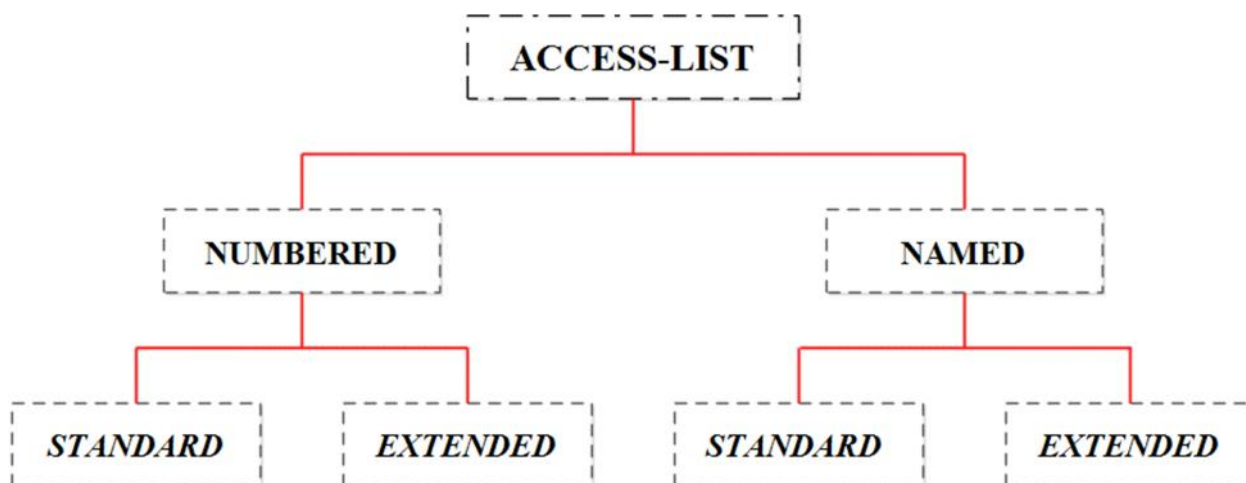 ACCESS-LIST
NUMBERED
NAMED
STANDARD
EXTENDED
STANDARD
EXTENDED